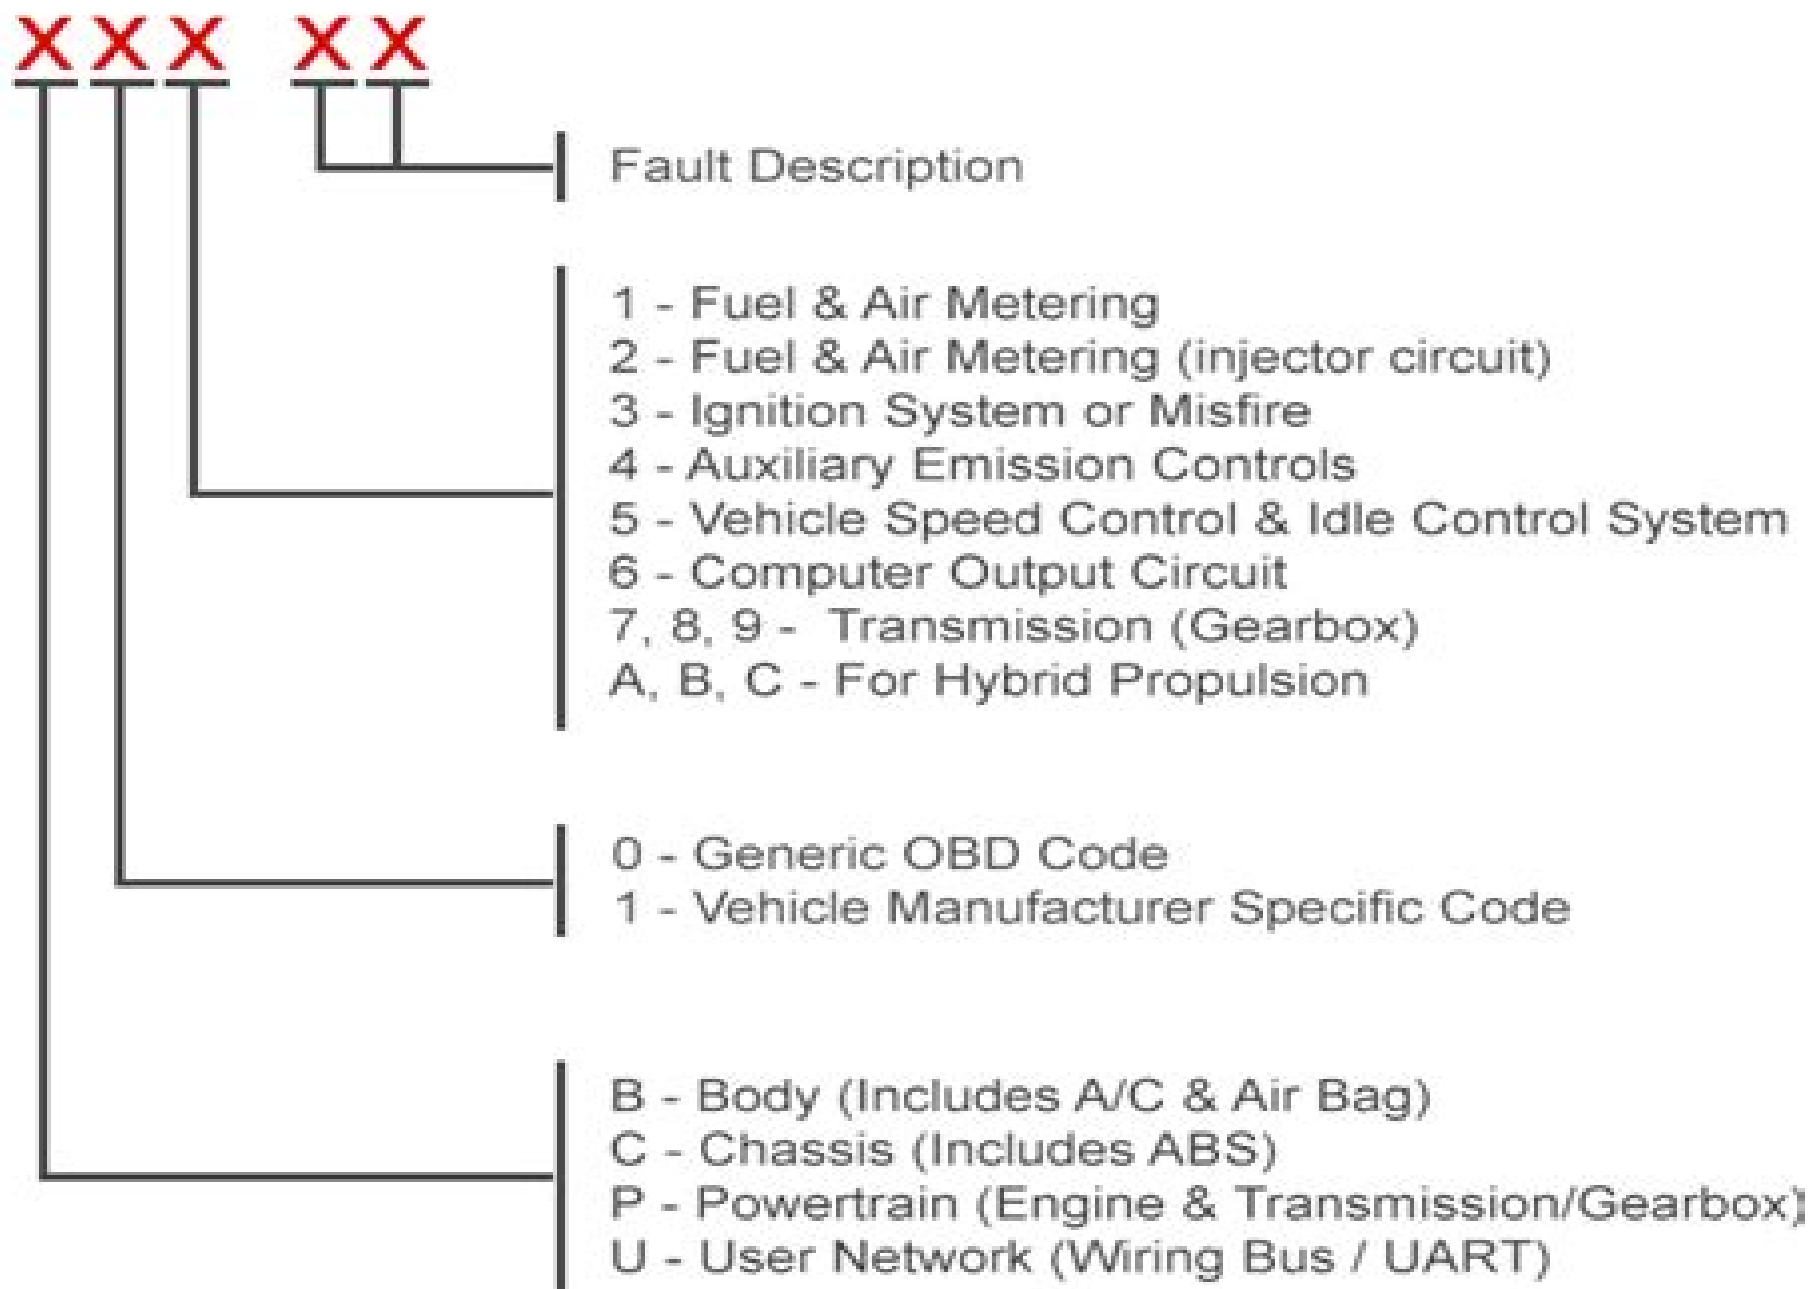 X X X X X
Fault Description
1 - Fuel & Air Metering
2 - Fuel & Air Metering (injector circuit)
3 - Ignition System or Misfire
4 - Auxiliary Emission Controls
5 - Vehicle Speed Control & Idle Control System
6 - Computer Output Circuit
7, 8, 9 - Transmission (Gearbox)
A, B, C - For Hybrid Propulsion
0 - Generic OBD Code
1 - Vehicle Manufacturer Specific Code
B - Body (Includes A/C & Air Bag)
C - Chassis (Includes ABS)
P - Powertrain (Engine & Transmission/Gearbox)
U - User Network (Wiring Bus / UART)